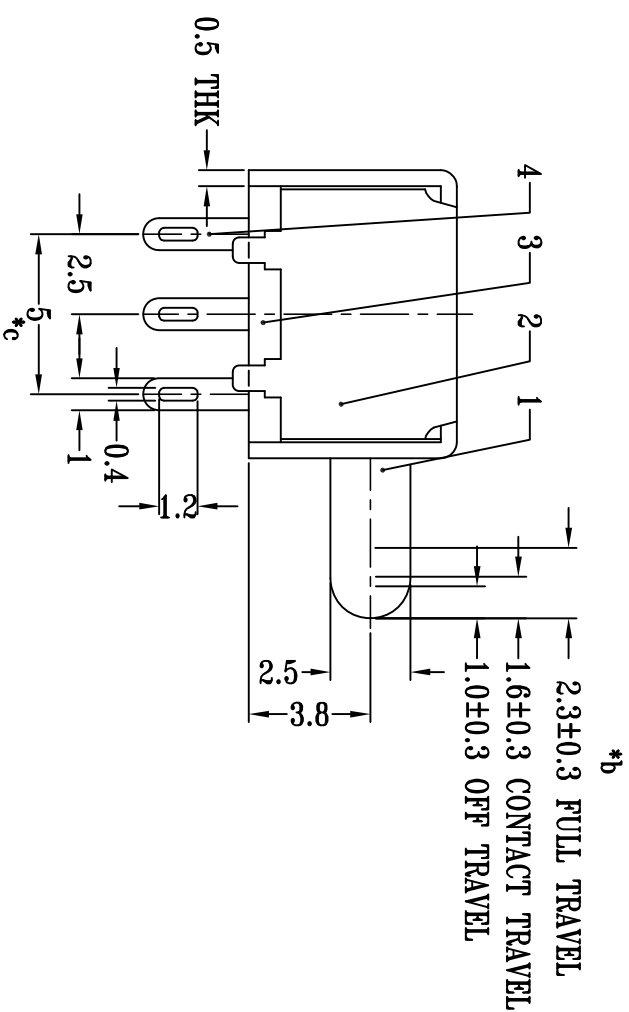 0.5 THK
4
3
2
1
2.5
5
*c
1
0.4
1.2
2.5
3.8
*b
2.3±0.3 FULL TRAVEL
1.6±0.3 CONTACT TRAVEL
1.0±0.3 OFF TRAVEL